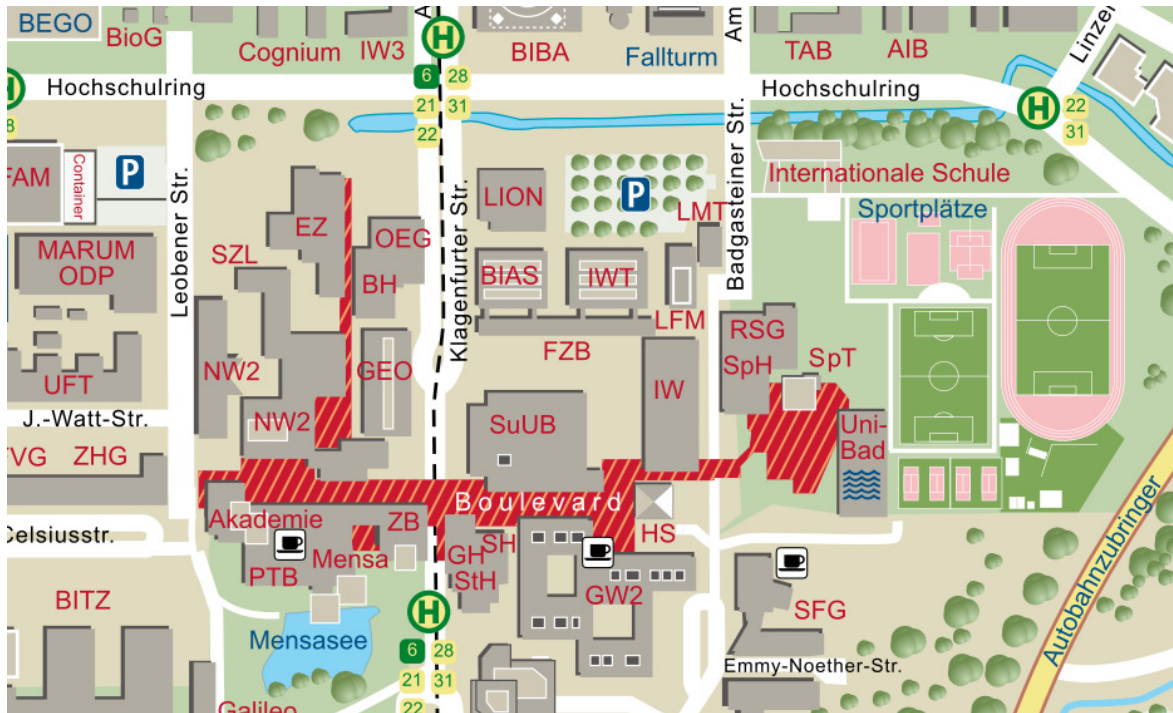 BEGO
BioG
Cognium
IW3
A
H
BIBA
Fallturm
Am
TAB
AIB
Linzer
Hochschulring
H
8
6
28
21
31
22
Hochschulring
H
22
31
FAM
Container
P
Leobener Str.
EZ
OEG
BH
SZL
MARUM
ODP
Klagenfurter Str.
LION
P
LMT
Badgasteiner Str.
Internationale Schule
Sportplätze
BIAS
IWT
LFM
FZB
RSG
SpH
SpT
UFT
NW2
NW2
GEO
SuUB
IW
Uni-
Bad
J.-Watt-Str.
TVG
ZHG
Boulevard
Celsiusstr.
Akademie
ZB
Mensa
PTB
GH
SH
StH
HS
GW2
SFG
BITZ
Mensasee
H
6
28
21
31
22
Emmy-Noether-Str.
Autobahnzubringer
Galileo